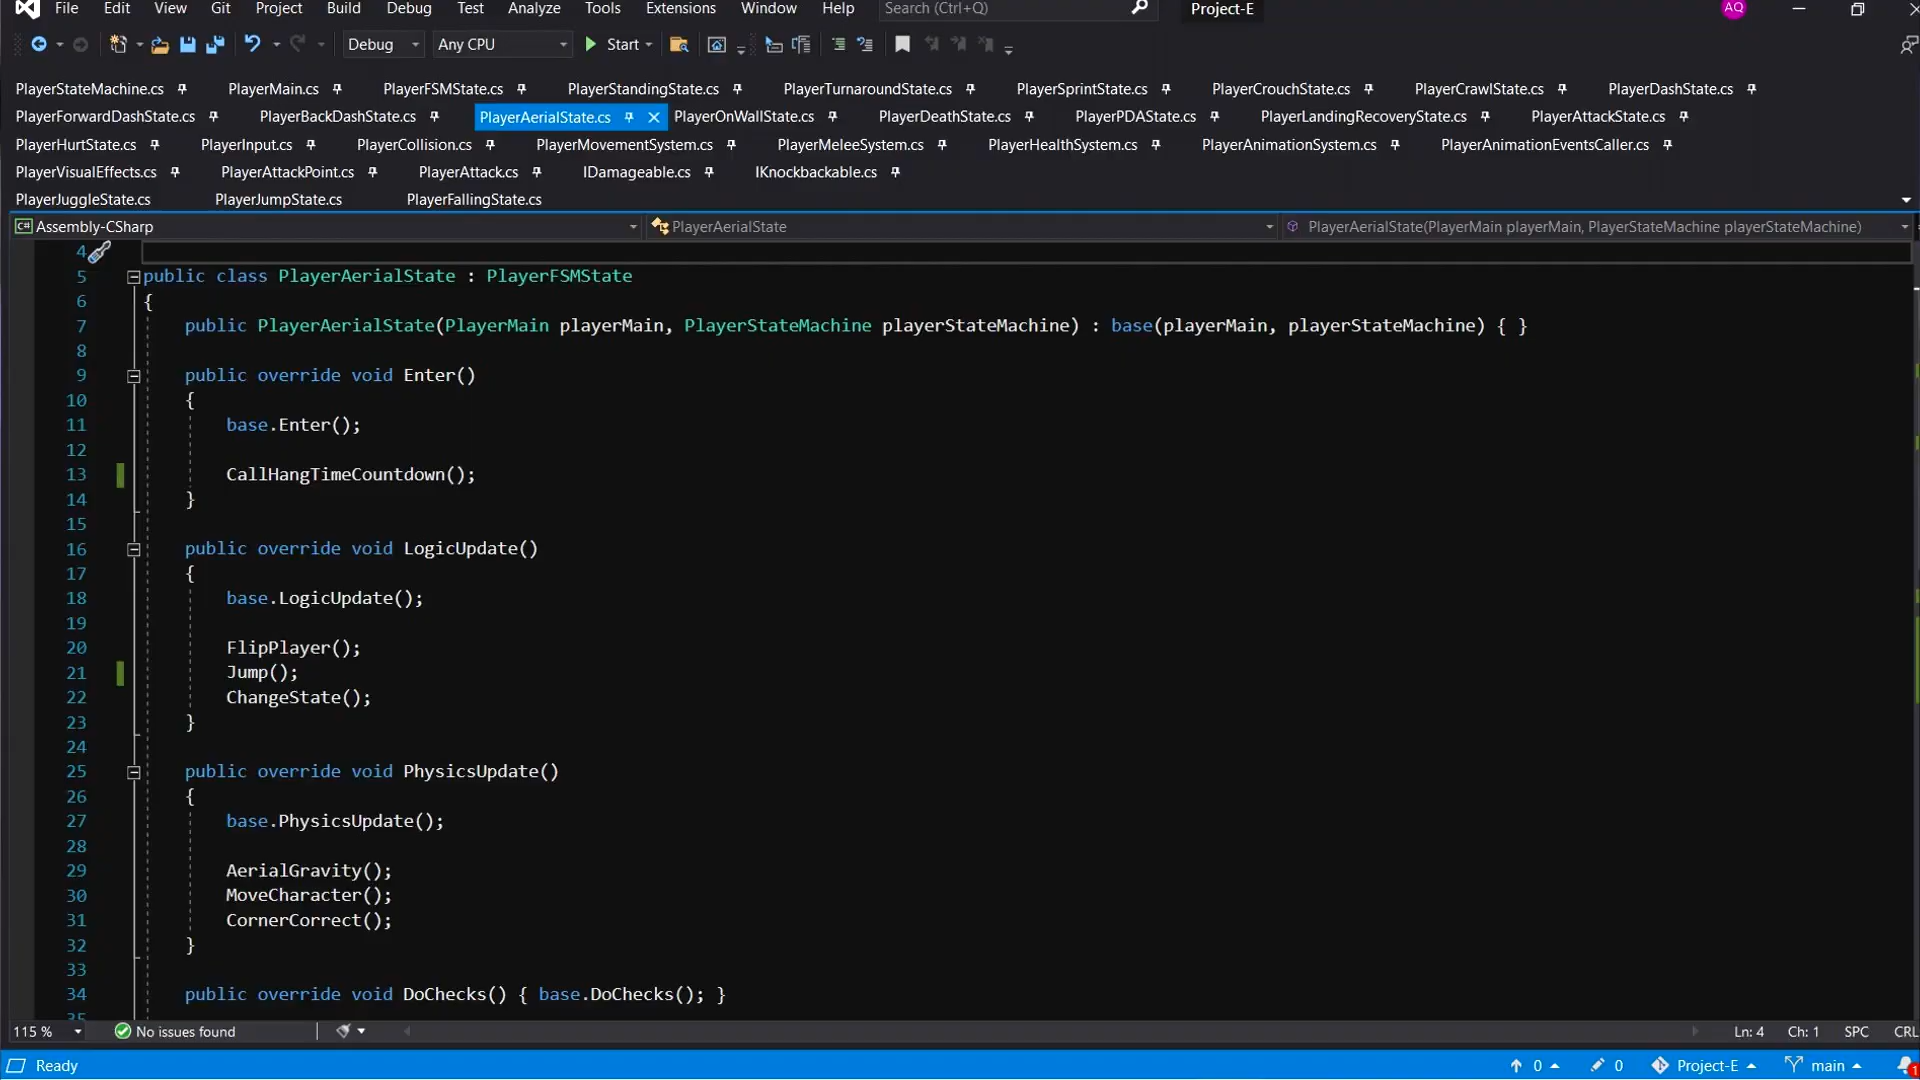 File Edit View Git Project Build Debug Test Analyze Tools Extensions Window Help Search (Ctrl+Q) Project-E AQ
Debug Any CPU Start
PlayerStateMachine.cs PlayerMain.cs PlayerFSMState.cs PlayerStandingState.cs PlayerTurnaroundState.cs PlayerSprintState.cs PlayerCrouchState.cs PlayerCrawlState.cs PlayerDashState.cs
PlayerForwardDashState.cs PlayerBackDashState.cs PlayerAerialState.cs PlayerOnWallState.cs PlayerDeathState.cs PlayerPDAState.cs PlayerLandingRecoveryState.cs PlayerAttackState.cs
PlayerHurtState.cs PlayerInput.cs PlayerCollision.cs PlayerMovementSystem.cs PlayerMeleeSystem.cs PlayerHealthSystem.cs PlayerAnimationSystem.cs PlayerAnimationEventsCaller.cs
PlayerVisualEffects.cs PlayerAttackPoint.cs PlayerAttack.cs IDamageable.cs IKnockbackable.cs
PlayerJuggleState.cs PlayerJumpState.cs PlayerFallingState.cs
C# Assembly-CSharp PlayerAerialState PlayerAerialState(PlayerMain playerMain, PlayerStateMachine playerStateMachine)
4
5 public class PlayerAerialState : PlayerFSMState
6 {
7 public PlayerAerialState(PlayerMain playerMain, PlayerStateMachine playerStateMachine) : base(playerMain, playerStateMachine) { }
8
9 public override void Enter()
10 {
11 base.Enter();
12
13 CallHangTimeCountdown();
14 }
15
16 public override void LogicUpdate()
17 {
18 base.LogicUpdate();
19
20 FlipPlayer();
21 Jump();
22 ChangeState();
23 }
24
25 public override void PhysicsUpdate()
26 {
27 base.PhysicsUpdate();
28
29 AerialGravity();
30 MoveCharacter();
31 CornerCorrect();
32 }
33
34 public override void DoChecks() { base.DoChecks(); }
35
115 % No issues found Ln: 4 Ch: 1 SPC CRL
Ready 0 0 Project-E main 1